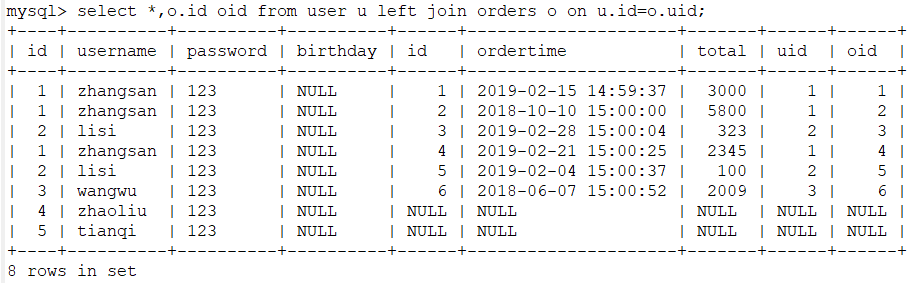 mysql> select *,o.id oid from user u left join orders o on u.id=o.uid;
+----+----------+----------+----------+------+---------------------+-------+------+------+
| id | username | password | birthday | id   | ordertime           | total | uid  | oid  |
+----+----------+----------+----------+------+---------------------+-------+------+------+
|  1 | zhangsan | 123      | NULL     |    1 | 2019-02-15 14:59:37 |  3000 |    1 |    1 |
|  1 | zhangsan | 123      | NULL     |    2 | 2018-10-10 15:00:00 |  5800 |    1 |    2 |
|  2 | lisi     | 123      | NULL     |    3 | 2019-02-28 15:00:04 |   323 |    2 |    3 |
|  1 | zhangsan | 123      | NULL     |    4 | 2019-02-21 15:00:25 |  2345 |    1 |    4 |
|  2 | lisi     | 123      | NULL     |    5 | 2019-02-04 15:00:37 |   100 |    2 |    5 |
|  3 | wangwu   | 123      | NULL     |    6 | 2018-06-07 15:00:52 |  2009 |    3 |    6 |
|  4 | zhaoliu  | 123      | NULL     | NULL | NULL                | NULL  | NULL | NULL |
|  5 | tianqi   | 123      | NULL     | NULL | NULL                | NULL  | NULL | NULL |
+----+----------+----------+----------+------+---------------------+-------+------+------+
8 rows in set